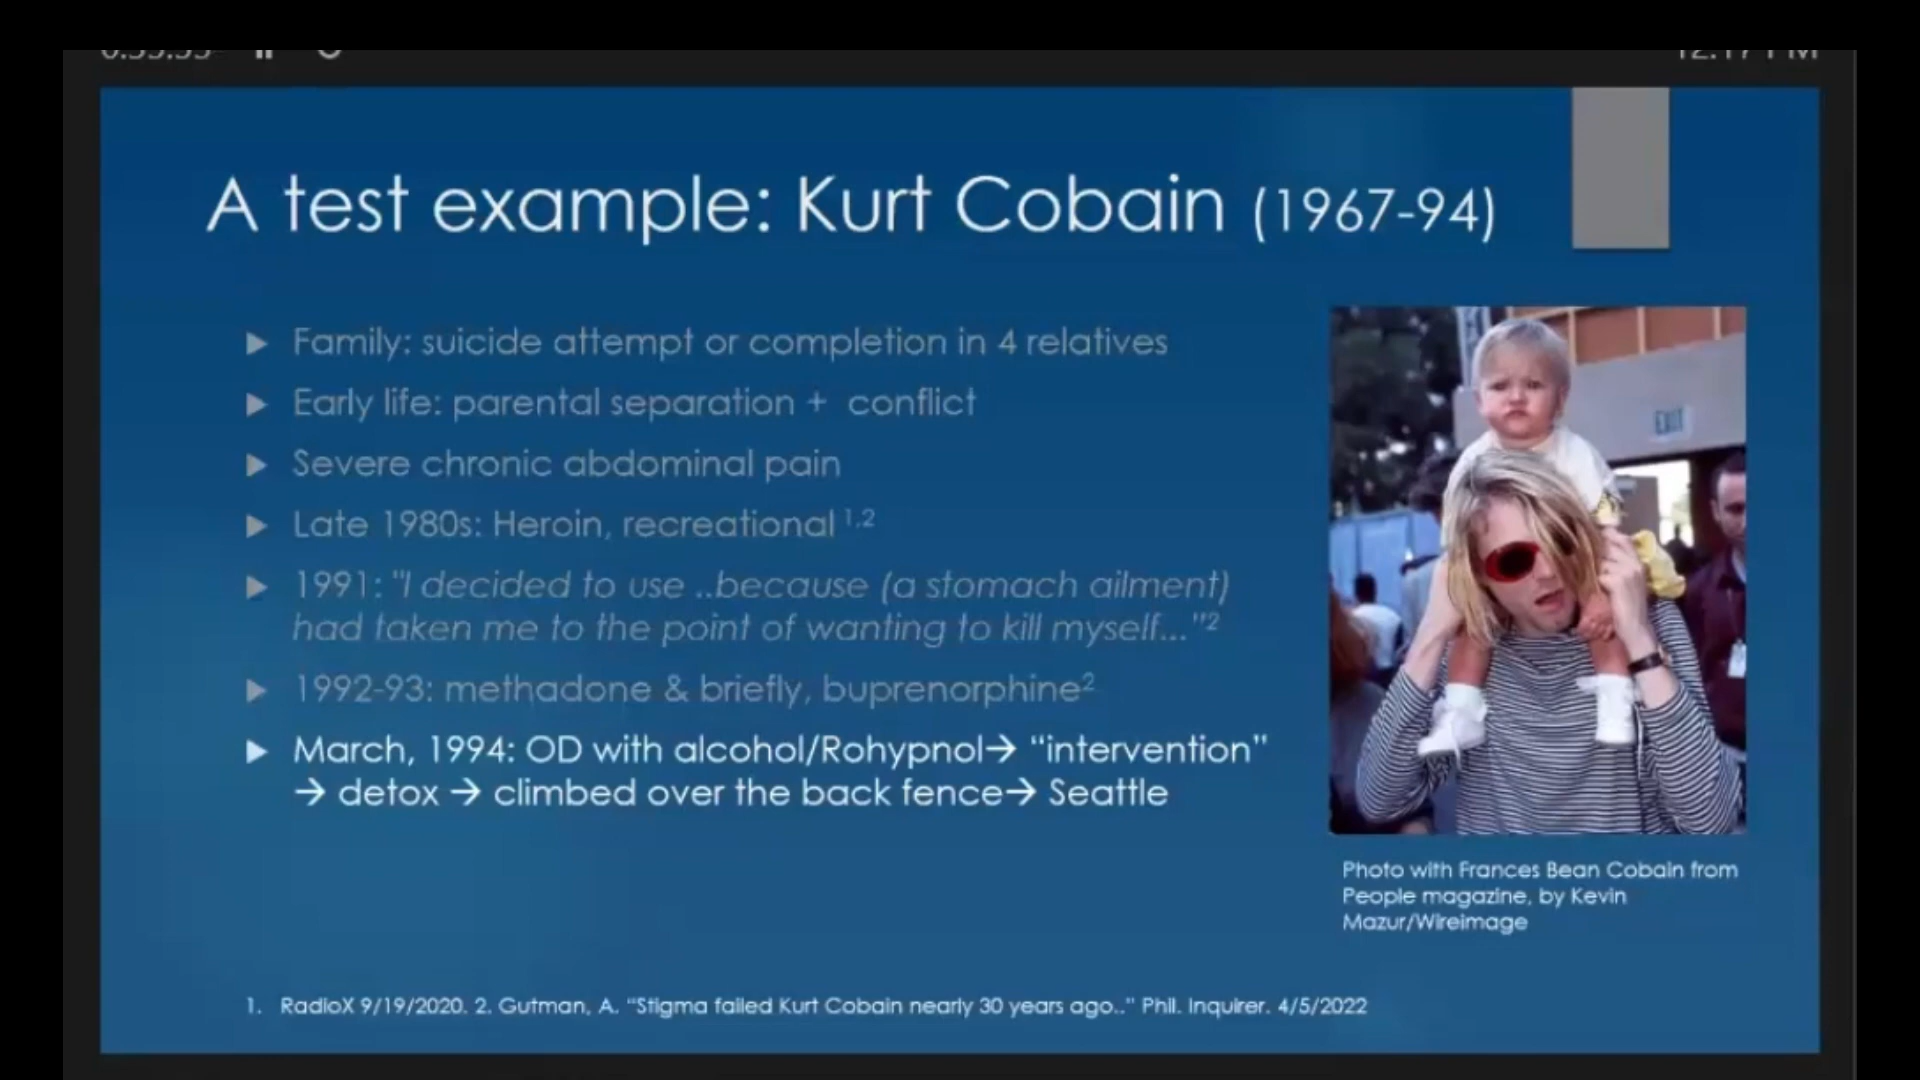 A test example: Kurt Cobain (1967-94)
▶ Family: suicide attempt or completion in 4 relatives
▶ Early life: parental separation + conflict
▶ Severe chronic abdominal pain
▶ Late 1980s: Heroin, recreational 1,2
▶ 1991: "I decided to use ..because (a stomach ailment)
had taken me to the point of wanting to kill myself..."2
▶ 1992-93: methadone & briefly, buprenorphine2
▶ March, 1994: OD with alcohol/Rohypnol→ “intervention”
→ detox → climbed over the back fence→ Seattle
EXIT
Photo with Frances Bean Cobain from
People magazine, by Kevin
Mazur/Wireimage
1. RadioX 9/19/2020. 2. Gutman, A. “Stigma failed Kurt Cobain nearly 30 years ago..” Phil. Inquirer. 4/5/2022